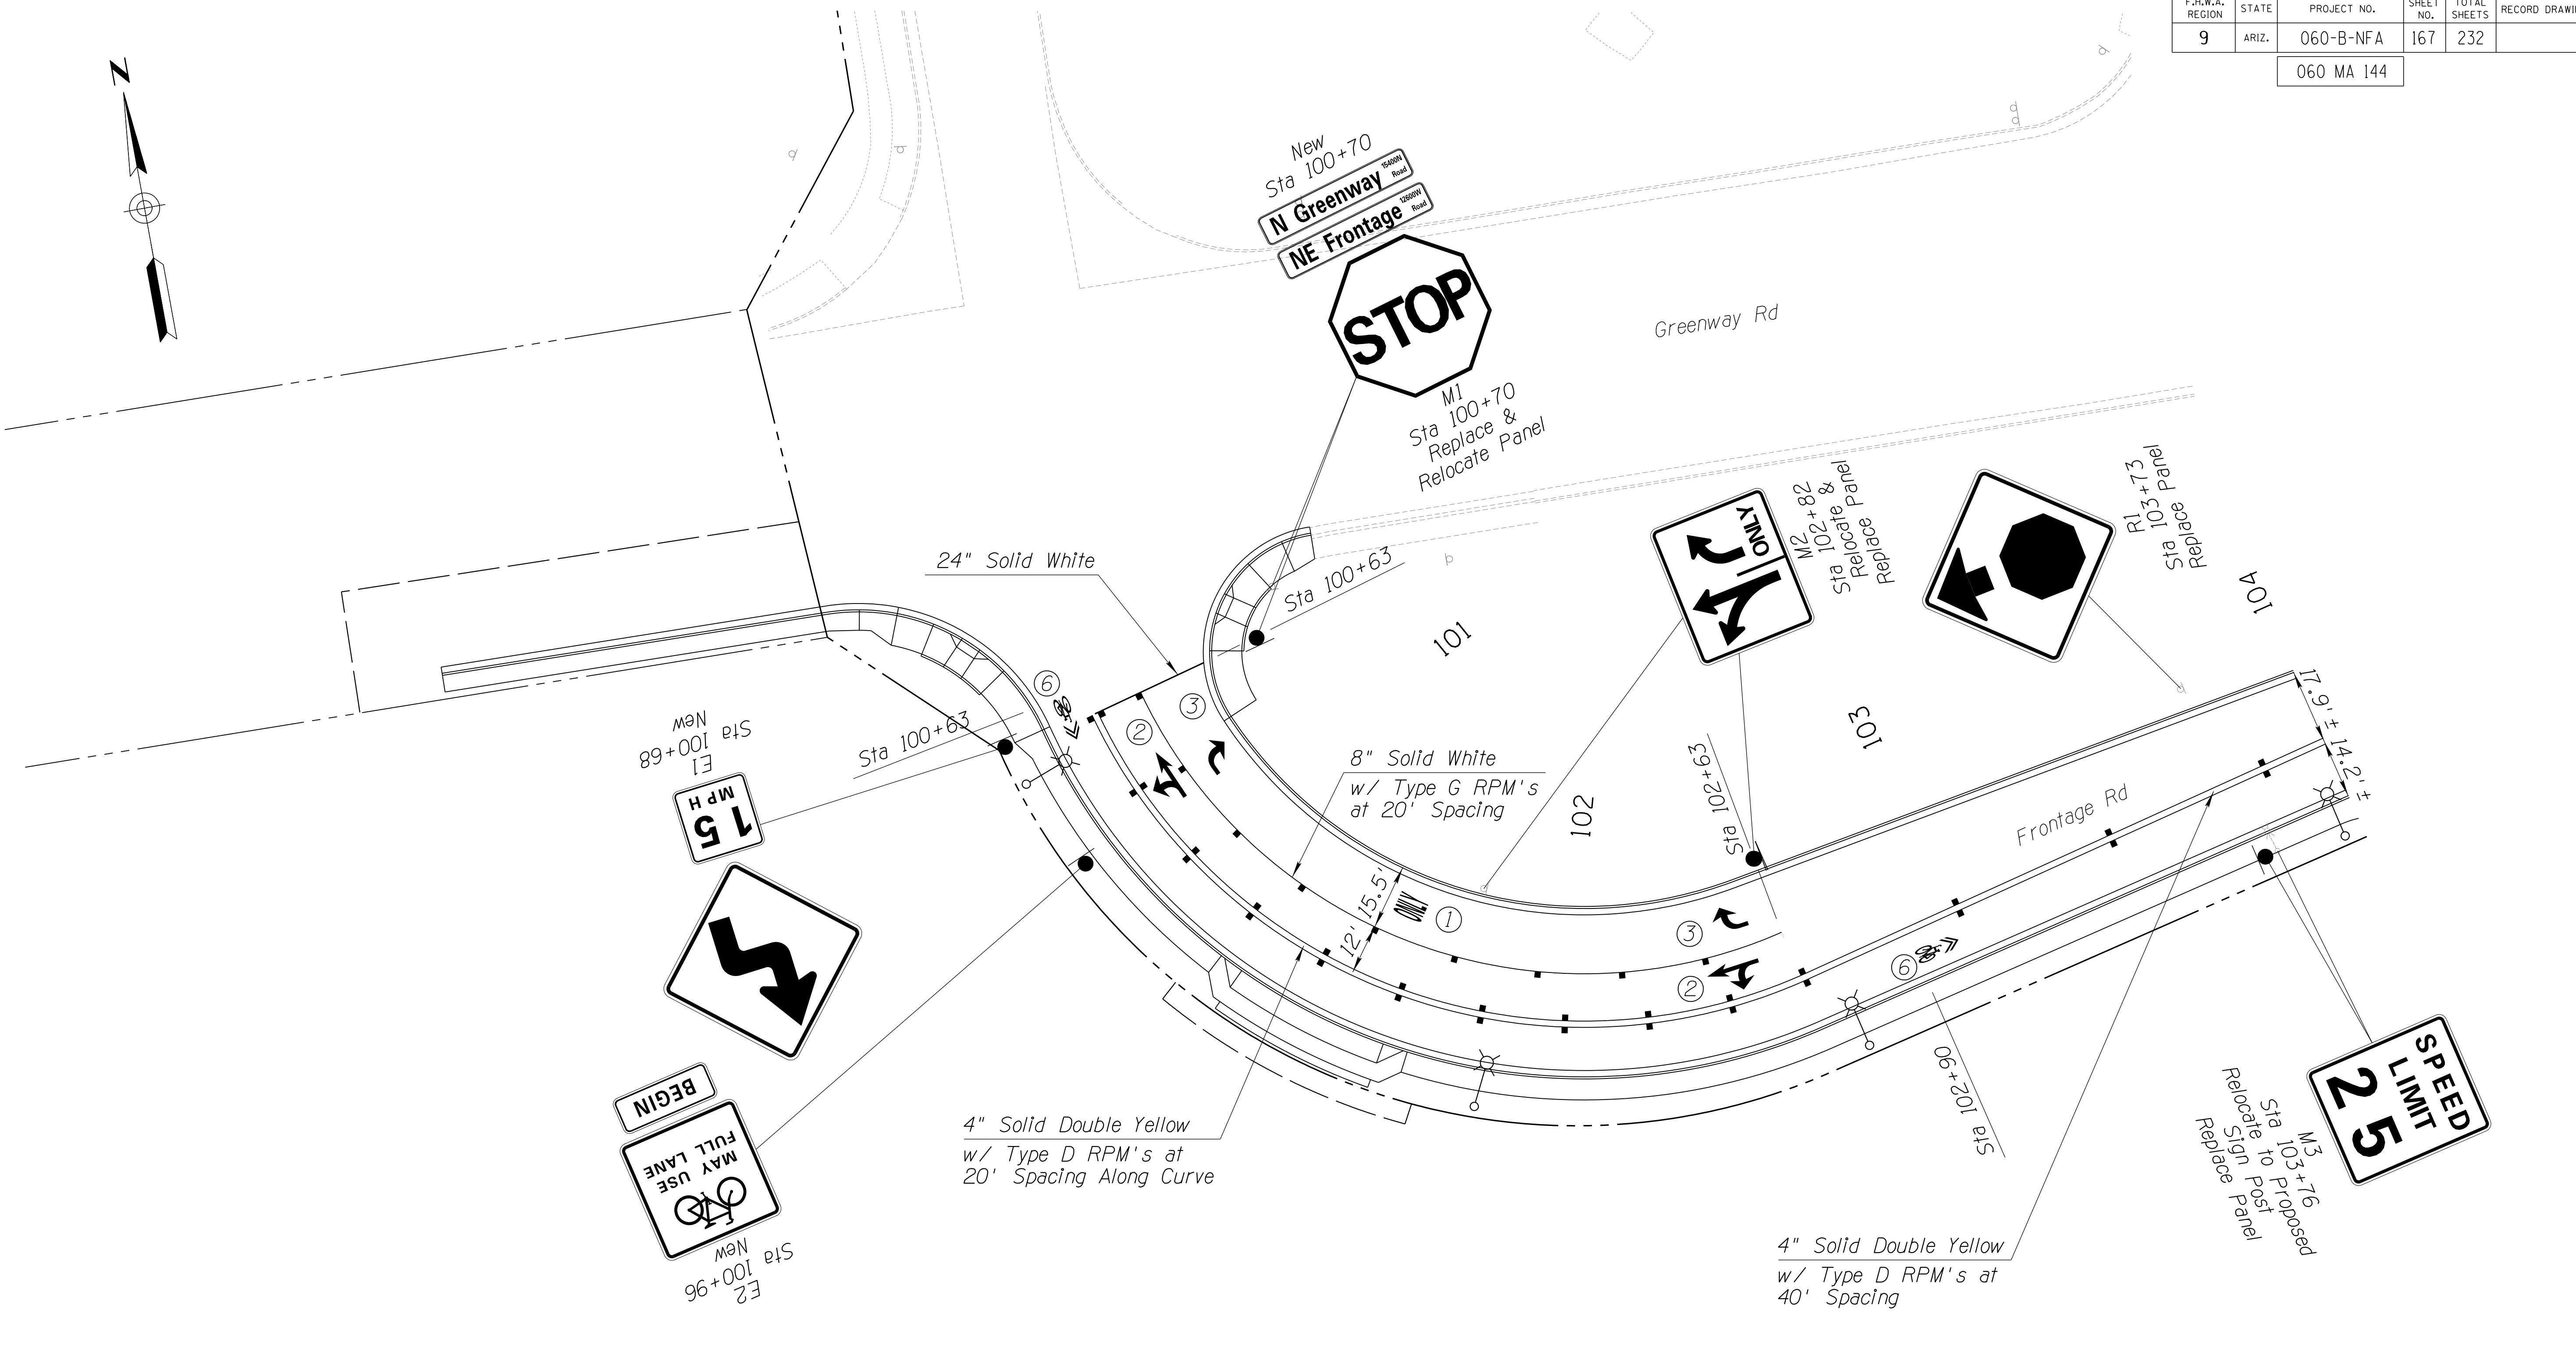 F.H.W.A. REGION
STATE
PROJECT NO.
SHEET NO.
TOTAL SHEETS
9
ARIZ.
060-B-NFA
167
232
060 MA 144
N
New
Sta 100+70
N Greenway Road 15400N
NE Frontage Road 12600W
STOP
M1
Sta 100+70
Replace &
Relocate Panel
Greenway Rd
24" Solid White
Sta 100+63
101
ONLY
M2
Sta 102+82
Relocate &
Replace Panel
R1
Sta 103+73
Replace Panel
104
103
102
17.9'±
14.2'±
6
3
2
Sta 100+63
E1
Sta 100+68
New
15
MPH
8" Solid White
w/ Type G RPM's
at 20' Spacing
Sta 102+63
Frontage Rd
15.5'
12'
ONLY
1
3
2
6
Sta 102+90
BEGIN
MAY USE
FULL LANE
E2
Sta 100+96
New
4" Solid Double Yellow
w/ Type D RPM's at
20' Spacing Along Curve
4" Solid Double Yellow
w/ Type D RPM's at
40' Spacing
SPEED
LIMIT
25
M3
Sta 103+76
Relocate to Proposed
Sign Post
Replace Panel